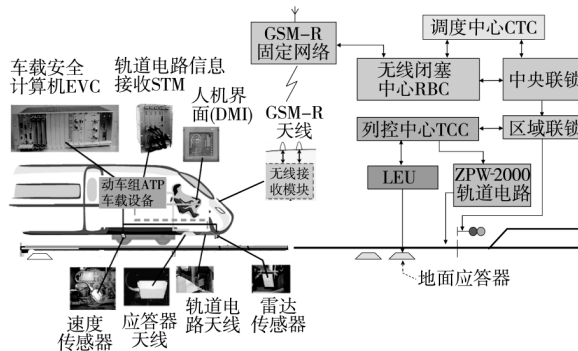 车载安全
计算机EVC
轨道电路信息
接收STM
人机界
面(DMI)
GSM-R
固定网络
GSM-R
天线
无线接
收模块
动车组ATP
车载设备
速度
传感器
应答器
天线
轨道电
路天线
雷达
传感器
调度中心CTC
无线闭塞
中心RBC
中央联锁
列控中心TCC
区域联锁
LEU
ZPW-2000
轨道电路
地面应答器